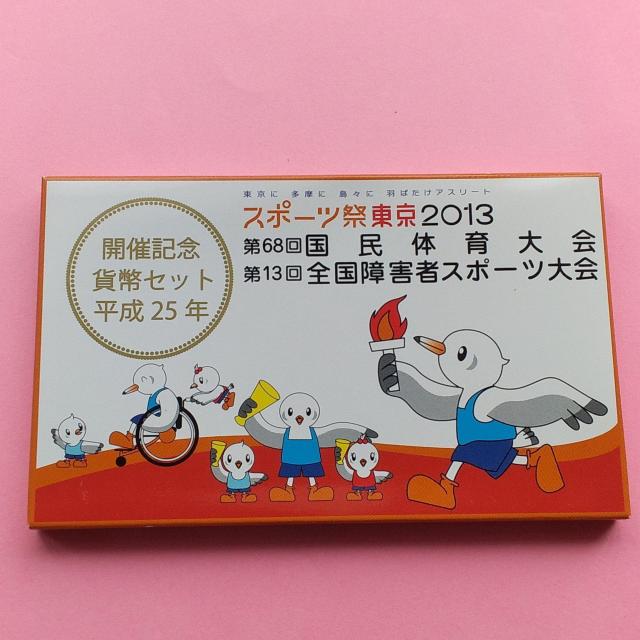 東京に 多摩に 島々に 羽ばたけアスリート
スポーツ祭東京2013
第68回国民体育大会
第13回全国障害者スポーツ大会
開催記念
貨幣セット
平成25年